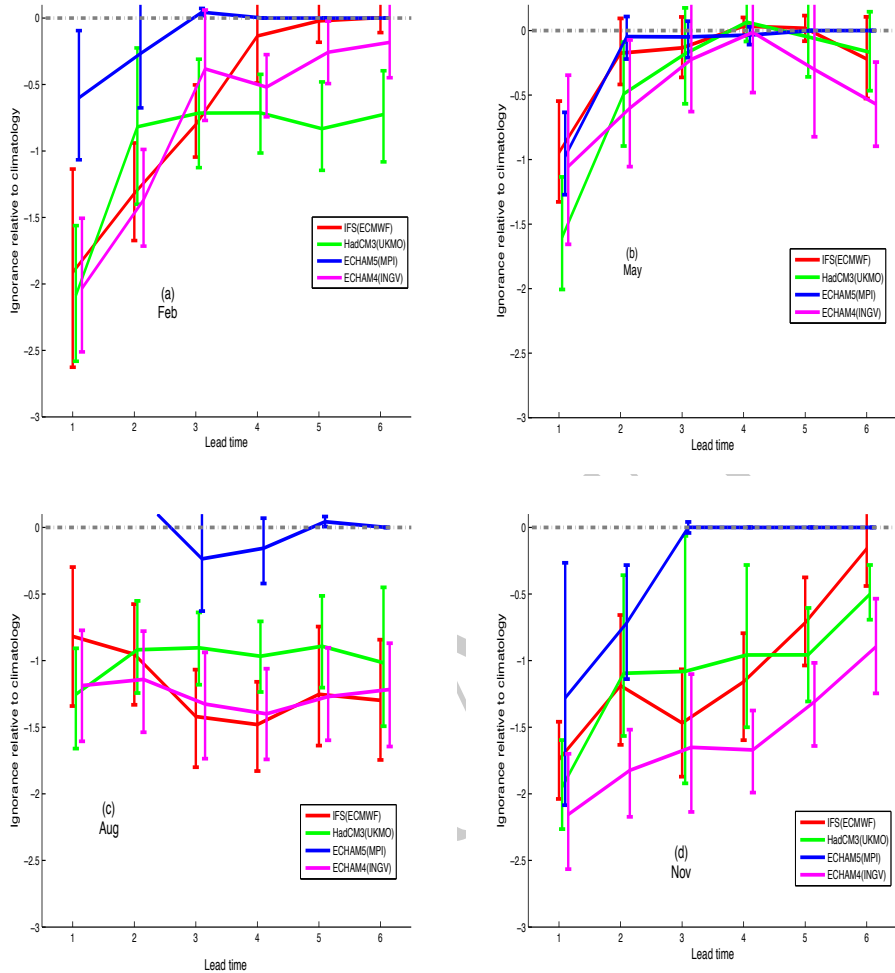 0
−0.5
−1
−1.5
−2
−2.5
−3
1
2
3
4
5
6
Lead time
Ignorance relative to climatology
(a)
Feb
IFS(ECMWF)
HadCM3(UKMO)
ECHAM5(MPI)
ECHAM4(INGV)
0
−0.5
−1
−1.5
−2
−2.5
−3
1
2
3
4
5
6
Lead time
Ignorance relative to climatology
(b)
May
IFS(ECMWF)
HadCM3(UKMO)
ECHAM5(MPI)
ECHAM4(INGV)
0
−0.5
−1
−1.5
−2
−2.5
−3
1
2
3
4
5
6
Lead time
Ignorance relative to climatology
(c)
Aug
IFS(ECMWF)
HadCM3(UKMO)
ECHAM5(MPI)
ECHAM4(INGV)
0
−0.5
−1
−1.5
−2
−2.5
−3
1
2
3
4
5
6
Lead time
Ignorance relative to climatology
(d)
Nov
IFS(ECMWF)
HadCM3(UKMO)
ECHAM5(MPI)
ECHAM4(INGV)